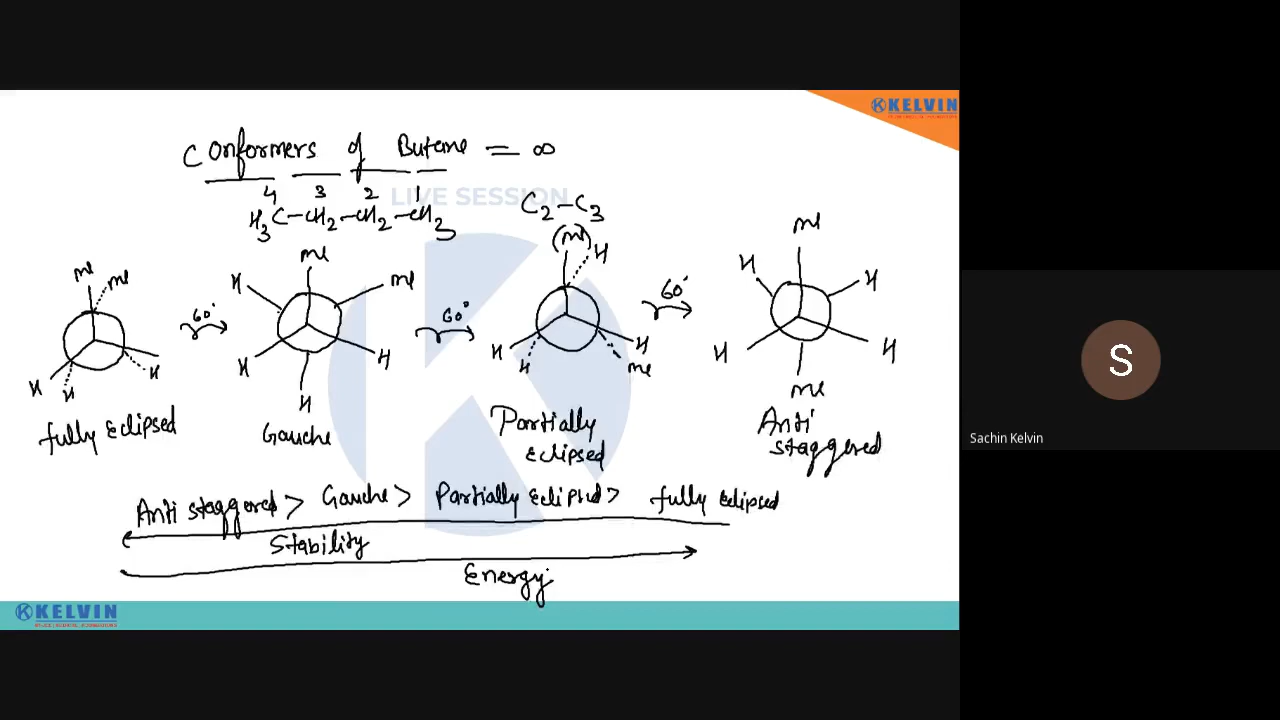 KELVIN
Conformers of Butane = ∞
LIVE SESSION
4 3 2 1
H3C-CH2-CH2-CH3
C2-C3
me me H H
fully Eclipsed
60°
me H me H H H
Gauche
60°
(me) H H H H me
Partially Eclipsed
60°
me H H H H me
Anti staggered
Anti staggered > Gauche > Partially Eclipsed > fully Eclipsed
Stability
Energy
KELVIN
S
Sachin Kelvin